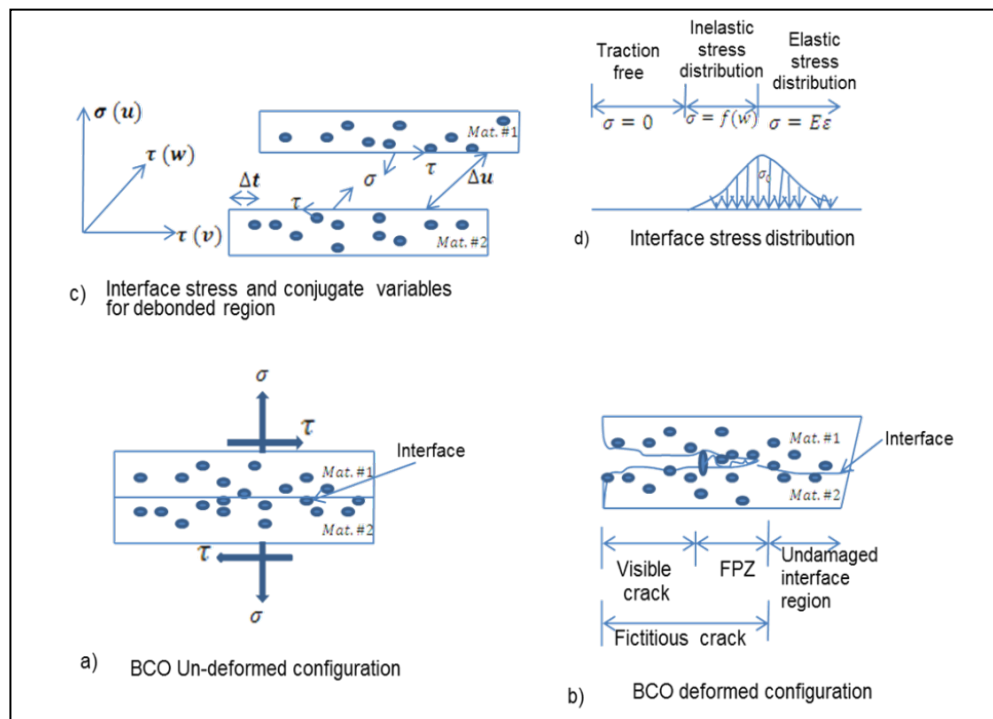 σ (u)
τ (w)
τ (v)
Δt
Mat.#1
τ
σ
Δu
τ
Mat.#2
c) Interface stress and conjugate variables
for debonded region
Traction
free
Inelastic
stress
distribution
Elastic
stress
distribution
σ = 0
σ = f(w)
σ = Eε
d) Interface stress distribution
σ
τ
Interface
Mat.#1
Mat.#2
τ
σ
a) BCO Un-deformed configuration
Mat.#1
Interface
Mat.#2
Visible
crack
FPZ
Undamaged
interface
region
Fictitious crack
b) BCO deformed configuration